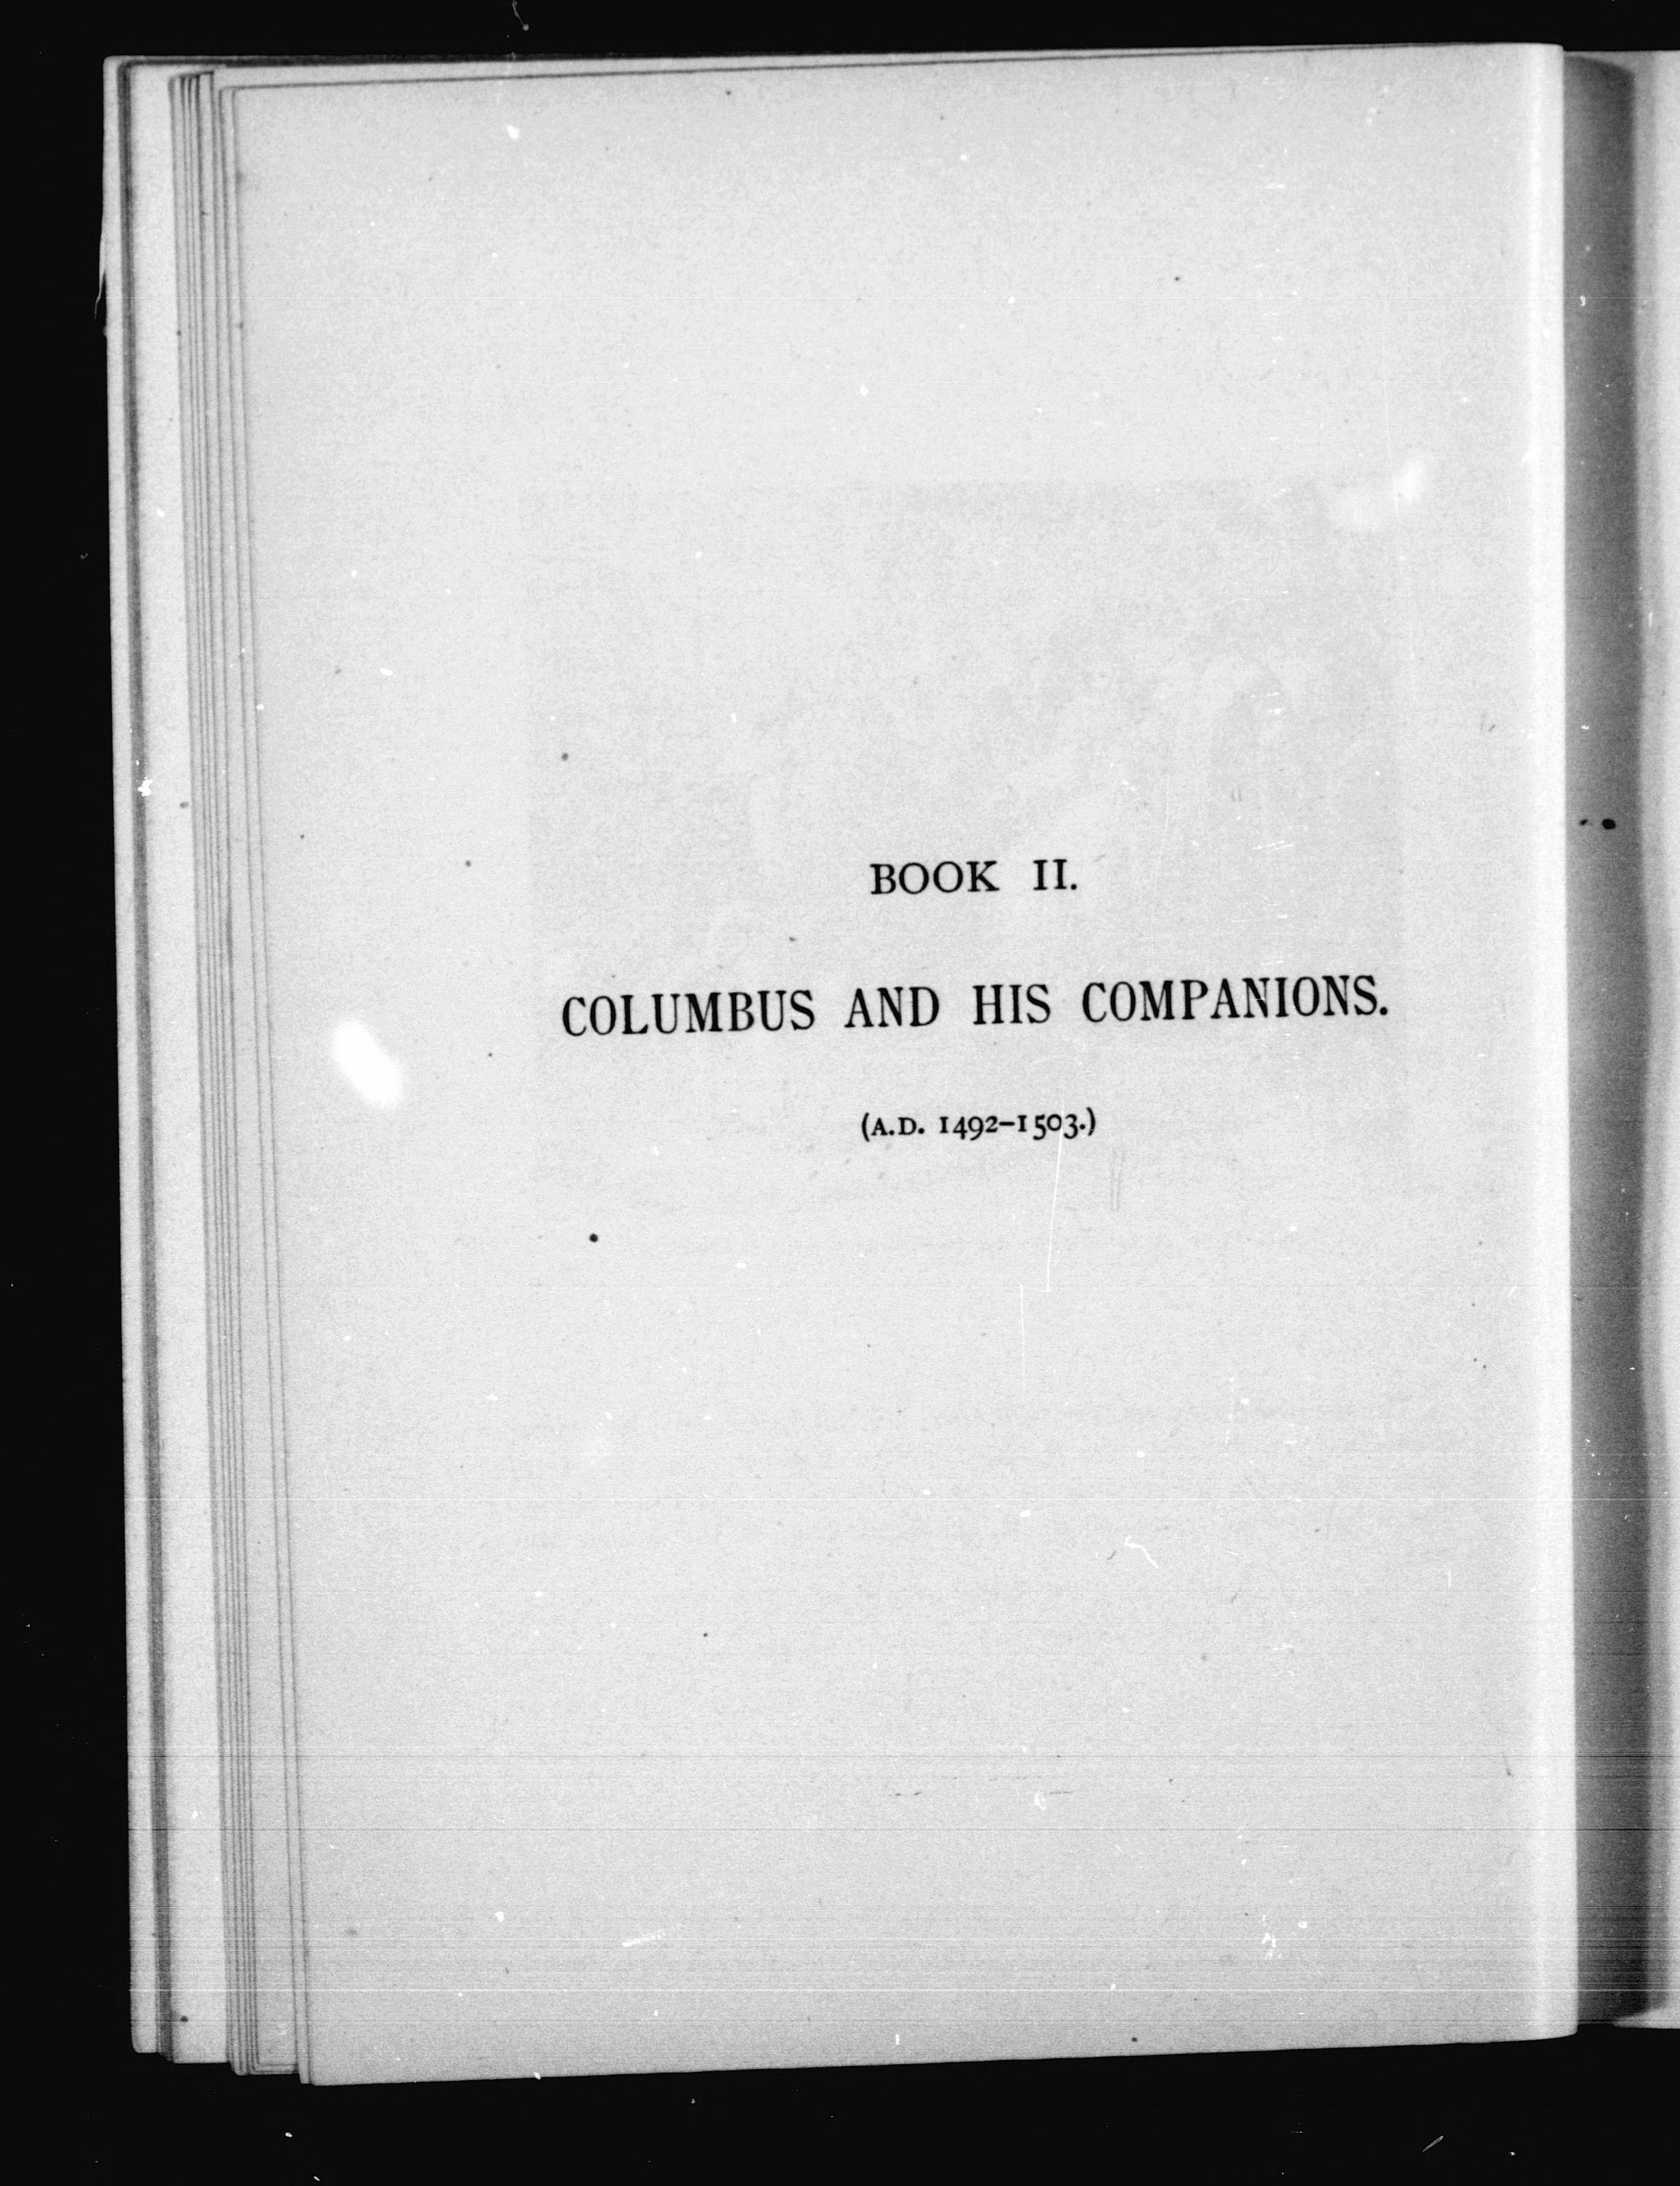 BOOK II.
COLUMBUS AND HIS COMPANIONS.
(A.D. 1492–1503.)